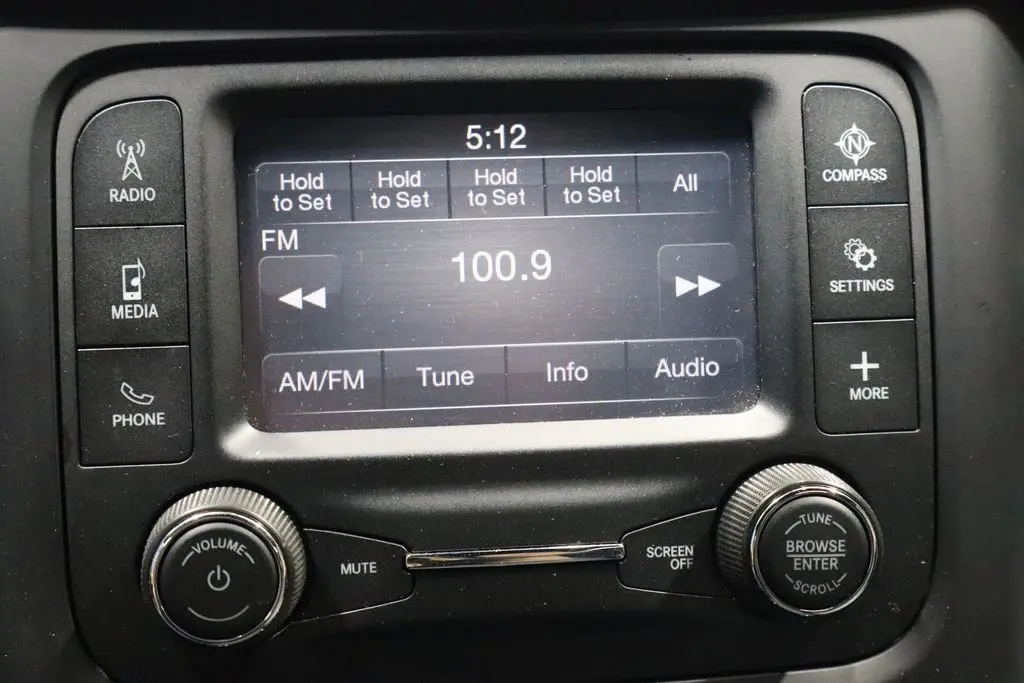 5:12
Hold to Set
Hold to Set
Hold to Set
Hold to Set
All
FM
100.9
AM/FM
Tune
Info
Audio
RADIO
MEDIA
PHONE
N
COMPASS
SETTINGS
MORE
VOLUME
MUTE
SCREEN
OFF
TUNE
BROWSE
ENTER
SCROLL